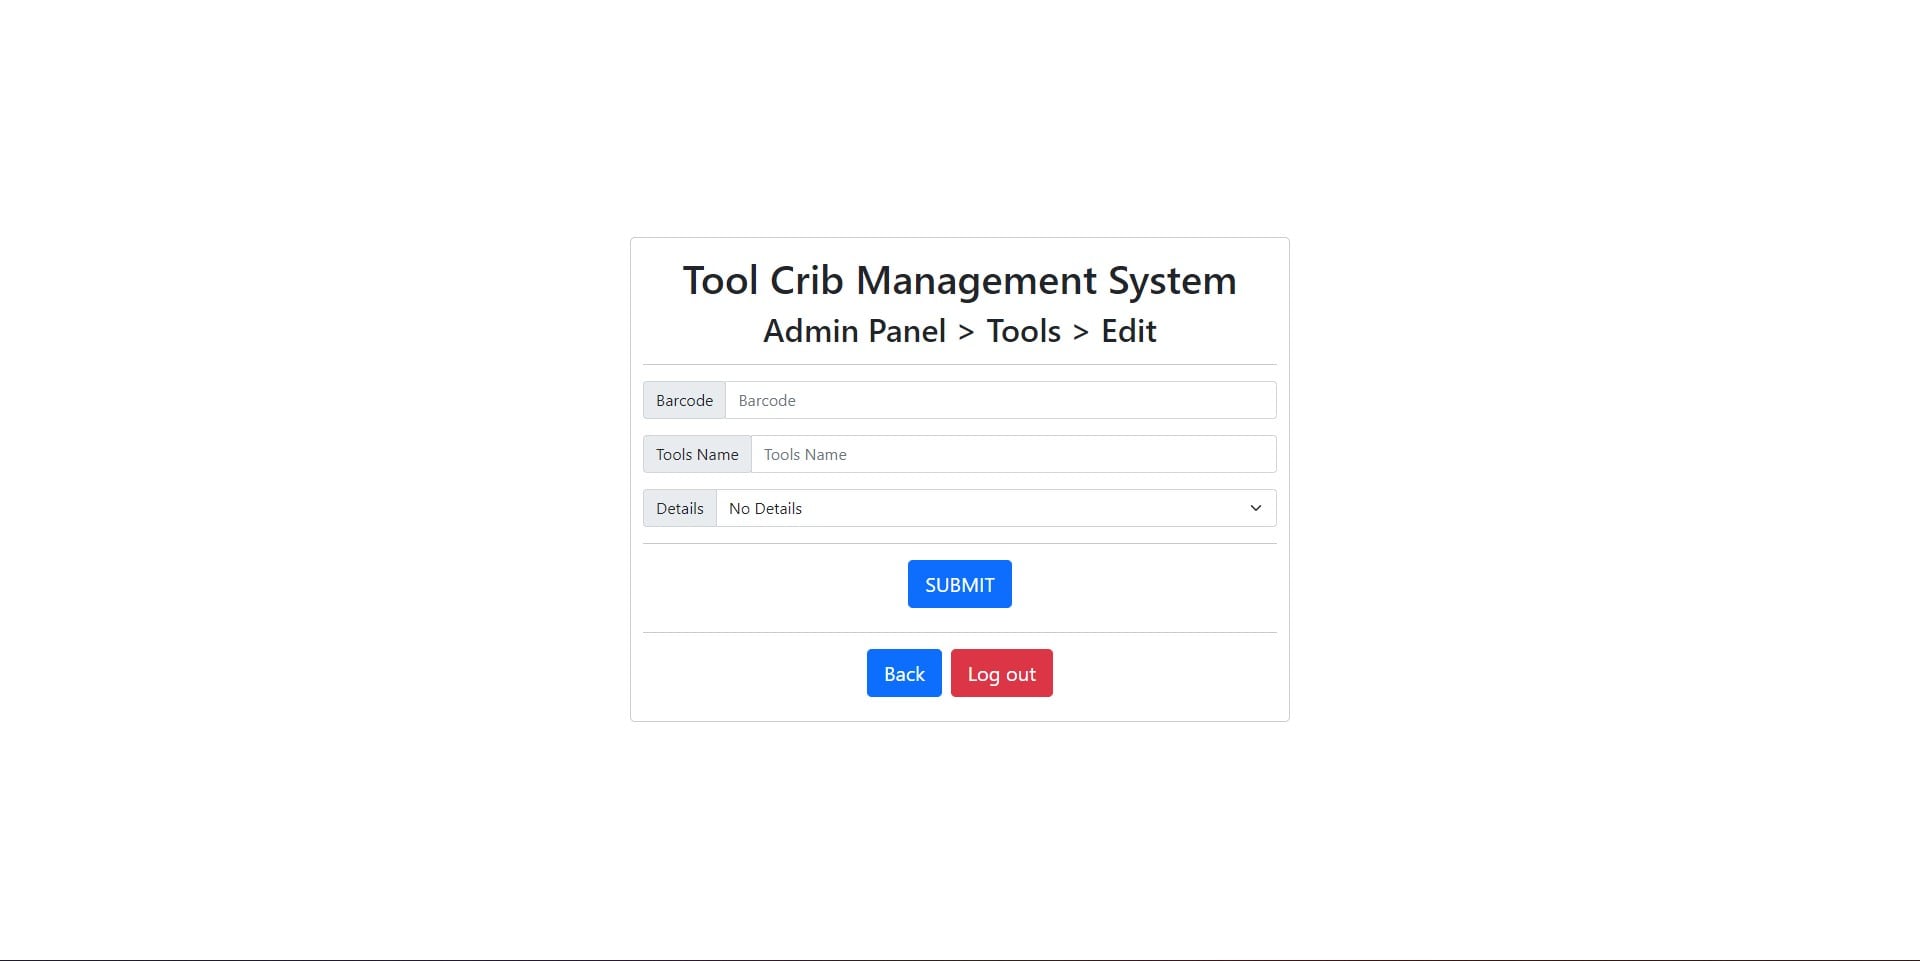 Tool Crib Management System
Admin Panel > Tools > Edit
Barcode Barcode
Tools Name Tools Name
Details No Details
SUBMIT
Back Log out